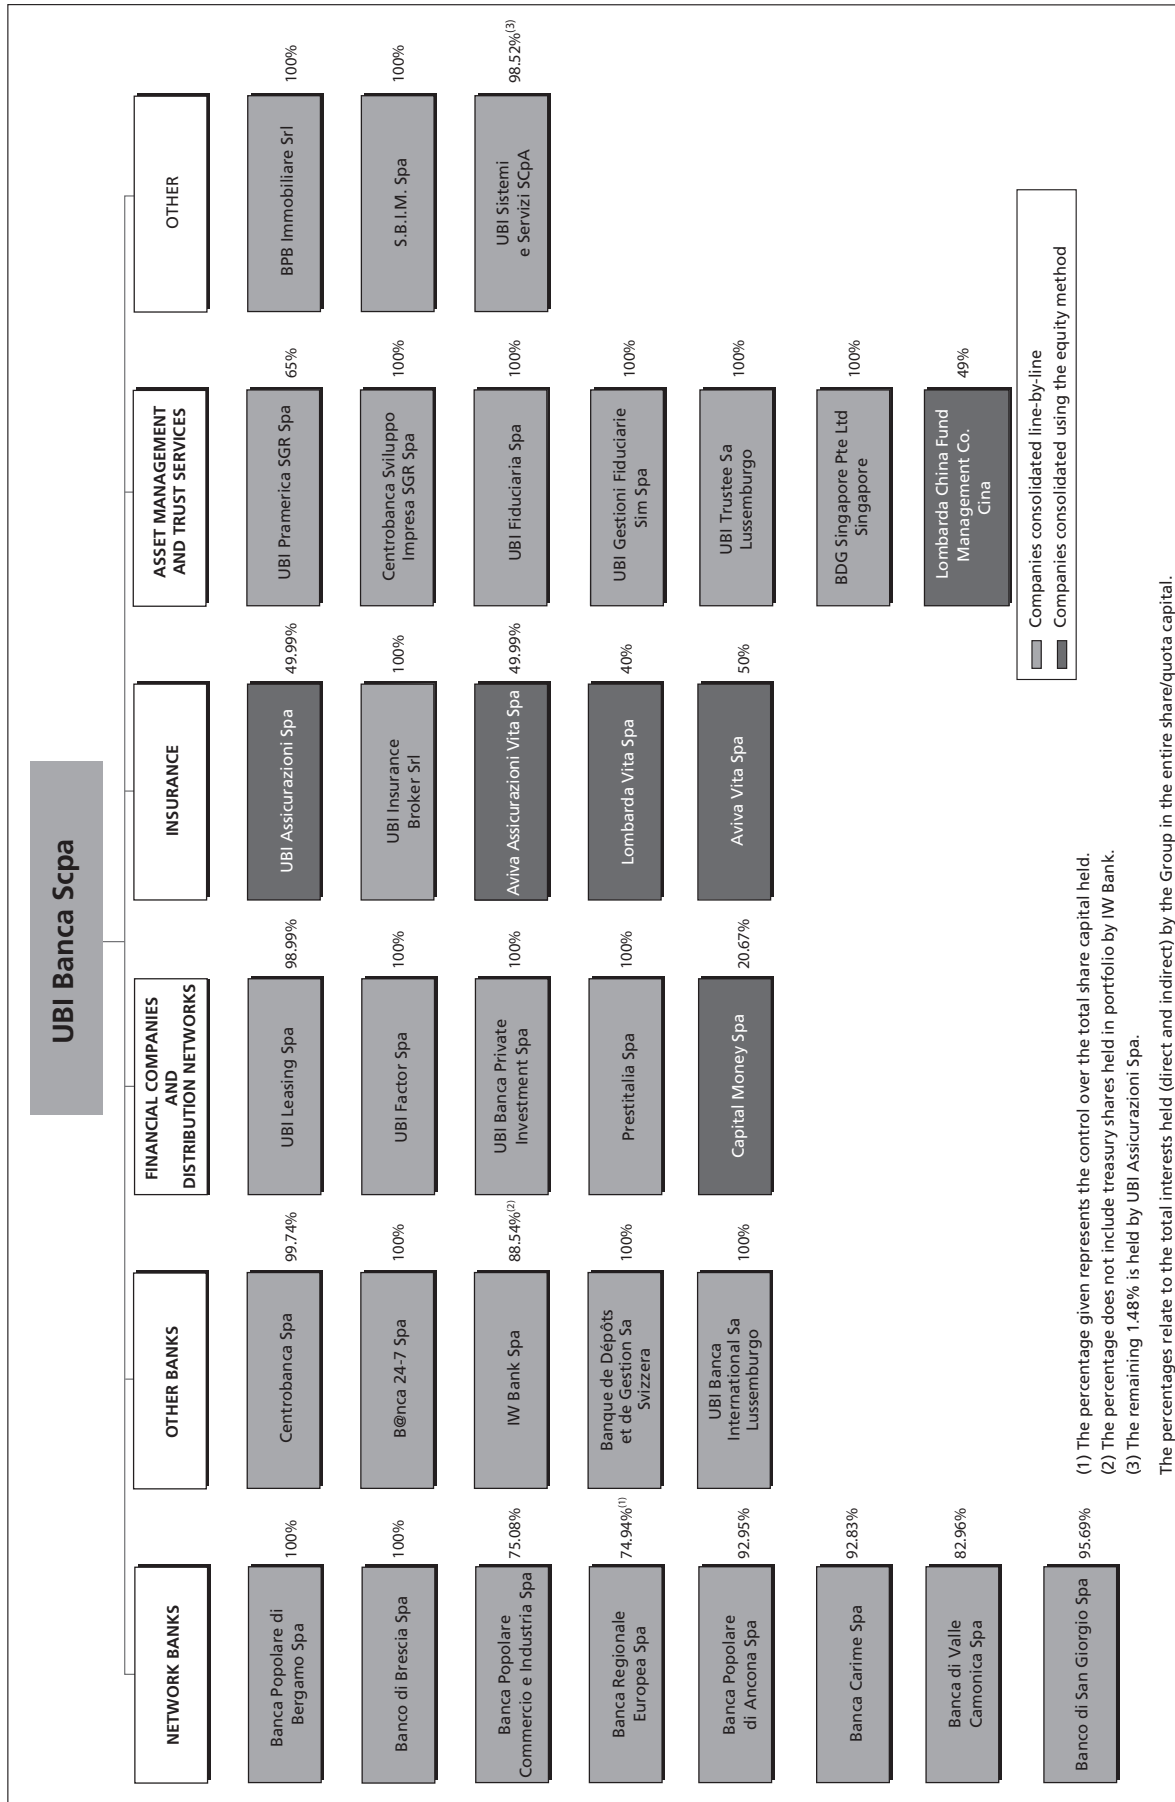 UBI Banca Scpa
NETWORK BANKS
Banca Popolare di
Bergamo Spa
100%
Banco di Brescia Spa
100%
Banca Popolare
Commercio e Industria Spa
75.08%
Banca Regionale
Europea Spa
74.94%(1)
Banca Popolare
di Ancona Spa
92.95%
Banca Carime Spa
92.83%
Banca di Valle
Camonica Spa
82.96%
Banco di San Giorgio Spa
95.69%
OTHER BANKS
Centrobanca Spa
99.74%
B@nca 24-7 Spa
100%
IW Bank Spa
88.54%(2)
Banque de Dépôts
et de Gestion Sa
Svizzera
100%
UBI Banca
International Sa
Lussemburgo
100%
FINANCIAL COMPANIES
AND
DISTRIBUTION NETWORKS
UBI Leasing Spa
98.99%
UBI Factor Spa
100%
UBI Banca Private
Investment Spa
100%
Prestitalia Spa
100%
Capital Money Spa
20.67%
INSURANCE
UBI Assicurazioni Spa
49.99%
UBI Insurance
Broker Srl
100%
Aviva Assicurazioni Vita Spa
49.99%
Lombarda Vita Spa
40%
Aviva Vita Spa
50%
ASSET MANAGEMENT
AND TRUST SERVICES
UBI Pramerica SGR Spa
65%
Centrobanca Sviluppo
Impresa SGR Spa
100%
UBI Fiduciaria Spa
100%
UBI Gestioni Fiduciarie
Sim Spa
100%
UBI Trustee Sa
Lussemburgo
100%
BDG Singapore Pte Ltd
Singapore
100%
Lombarda China Fund
Management Co.
Cina
49%
OTHER
BPB Immobiliare Srl
100%
S.B.I.M. Spa
100%
UBI Sistemi
e Servizi SCpA
98.52%(3)
Companies consolidated line-by-line
Companies consolidated using the equity method
(1) The percentage given represents the control over the total share capital held.
(2) The percentage does not include treasury shares held in portfolio by IW Bank.
(3) The remaining 1.48% is held by UBI Assicurazioni Spa.
The percentages relate to the total interests held (direct and indirect) by the Group in the entire share/quota capital.